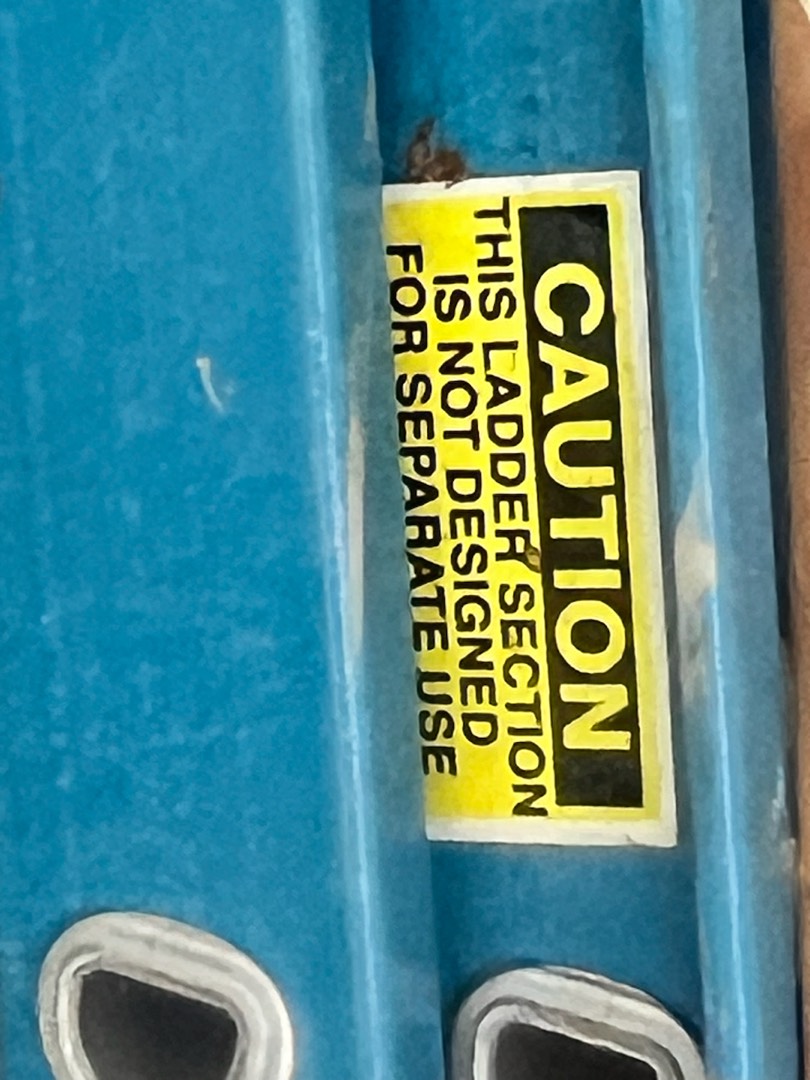 CAUTION
THIS LADDER SECTION
IS NOT DESIGNED
FOR SEPARATE USE